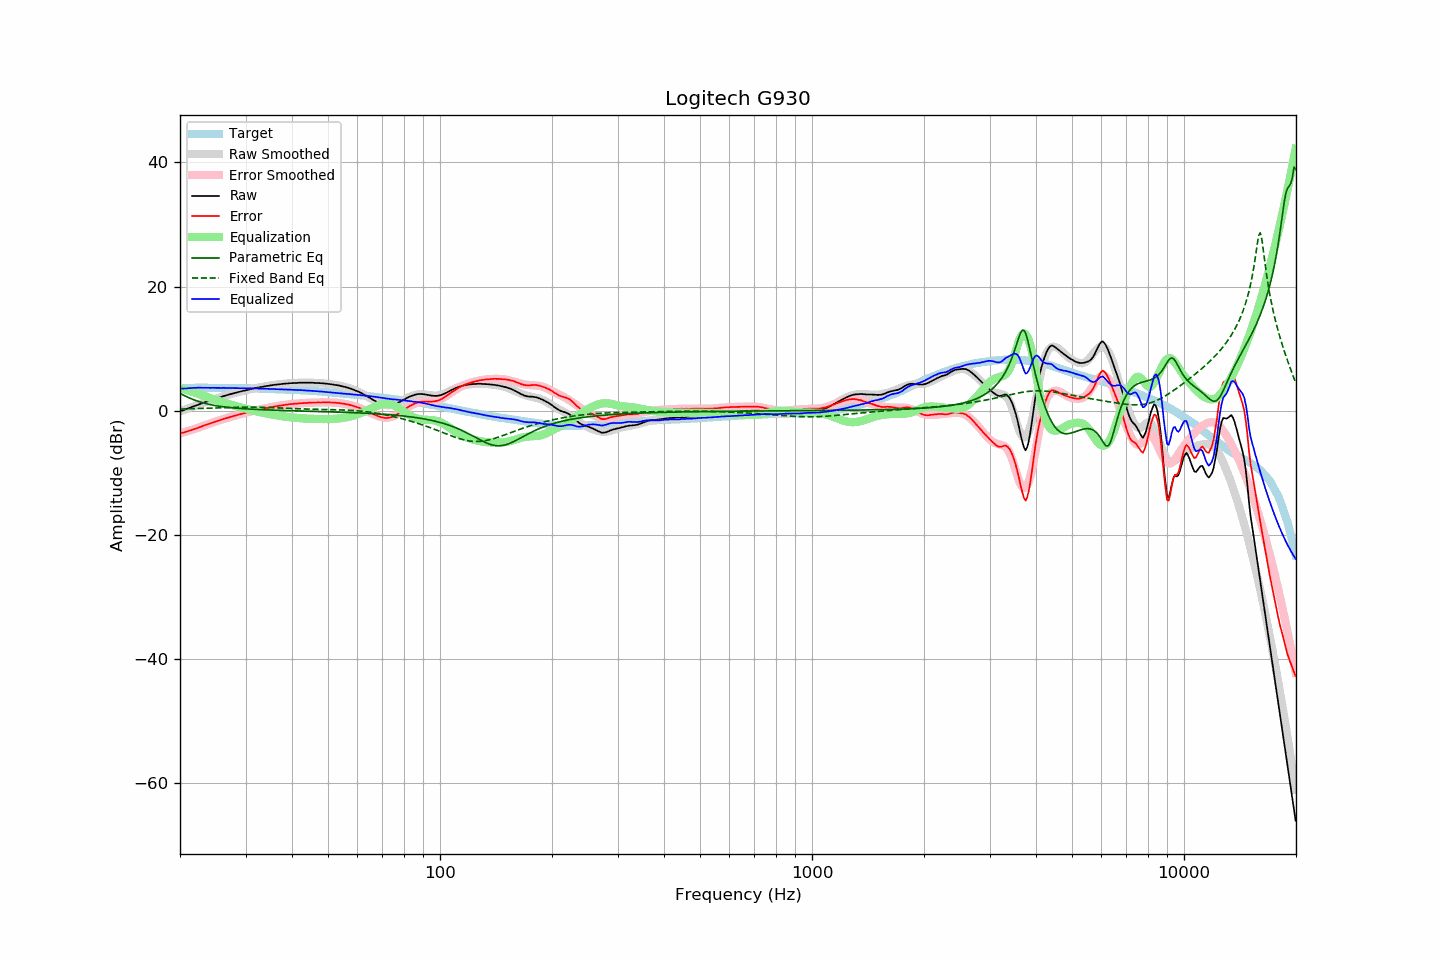 Logitech G930
Target
Raw Smoothed
Error Smoothed
Raw
Error
Equalization
Parametric Eq
Fixed Band Eq
Equalized
40
20
0
−20
−40
−60
Amplitude (dBr)
100
1000
10000
Frequency (Hz)